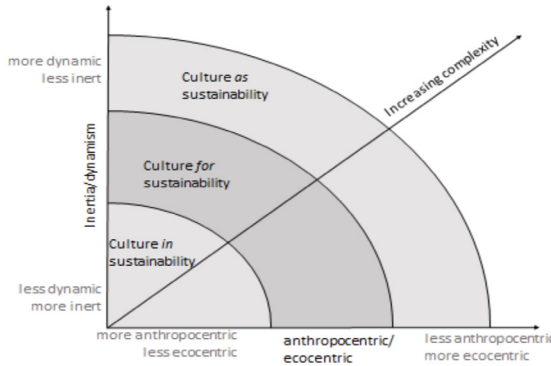 more dynamic
less inert
Culture as
sustainability
Increasing complexity
Culture for
sustainability
Inertia/dynamism
Culture in
sustainability
less dynamic
more inert
more anthropocentric
less ecocentric
anthropocentric/
ecocentric
less anthropocentric
more ecocentric